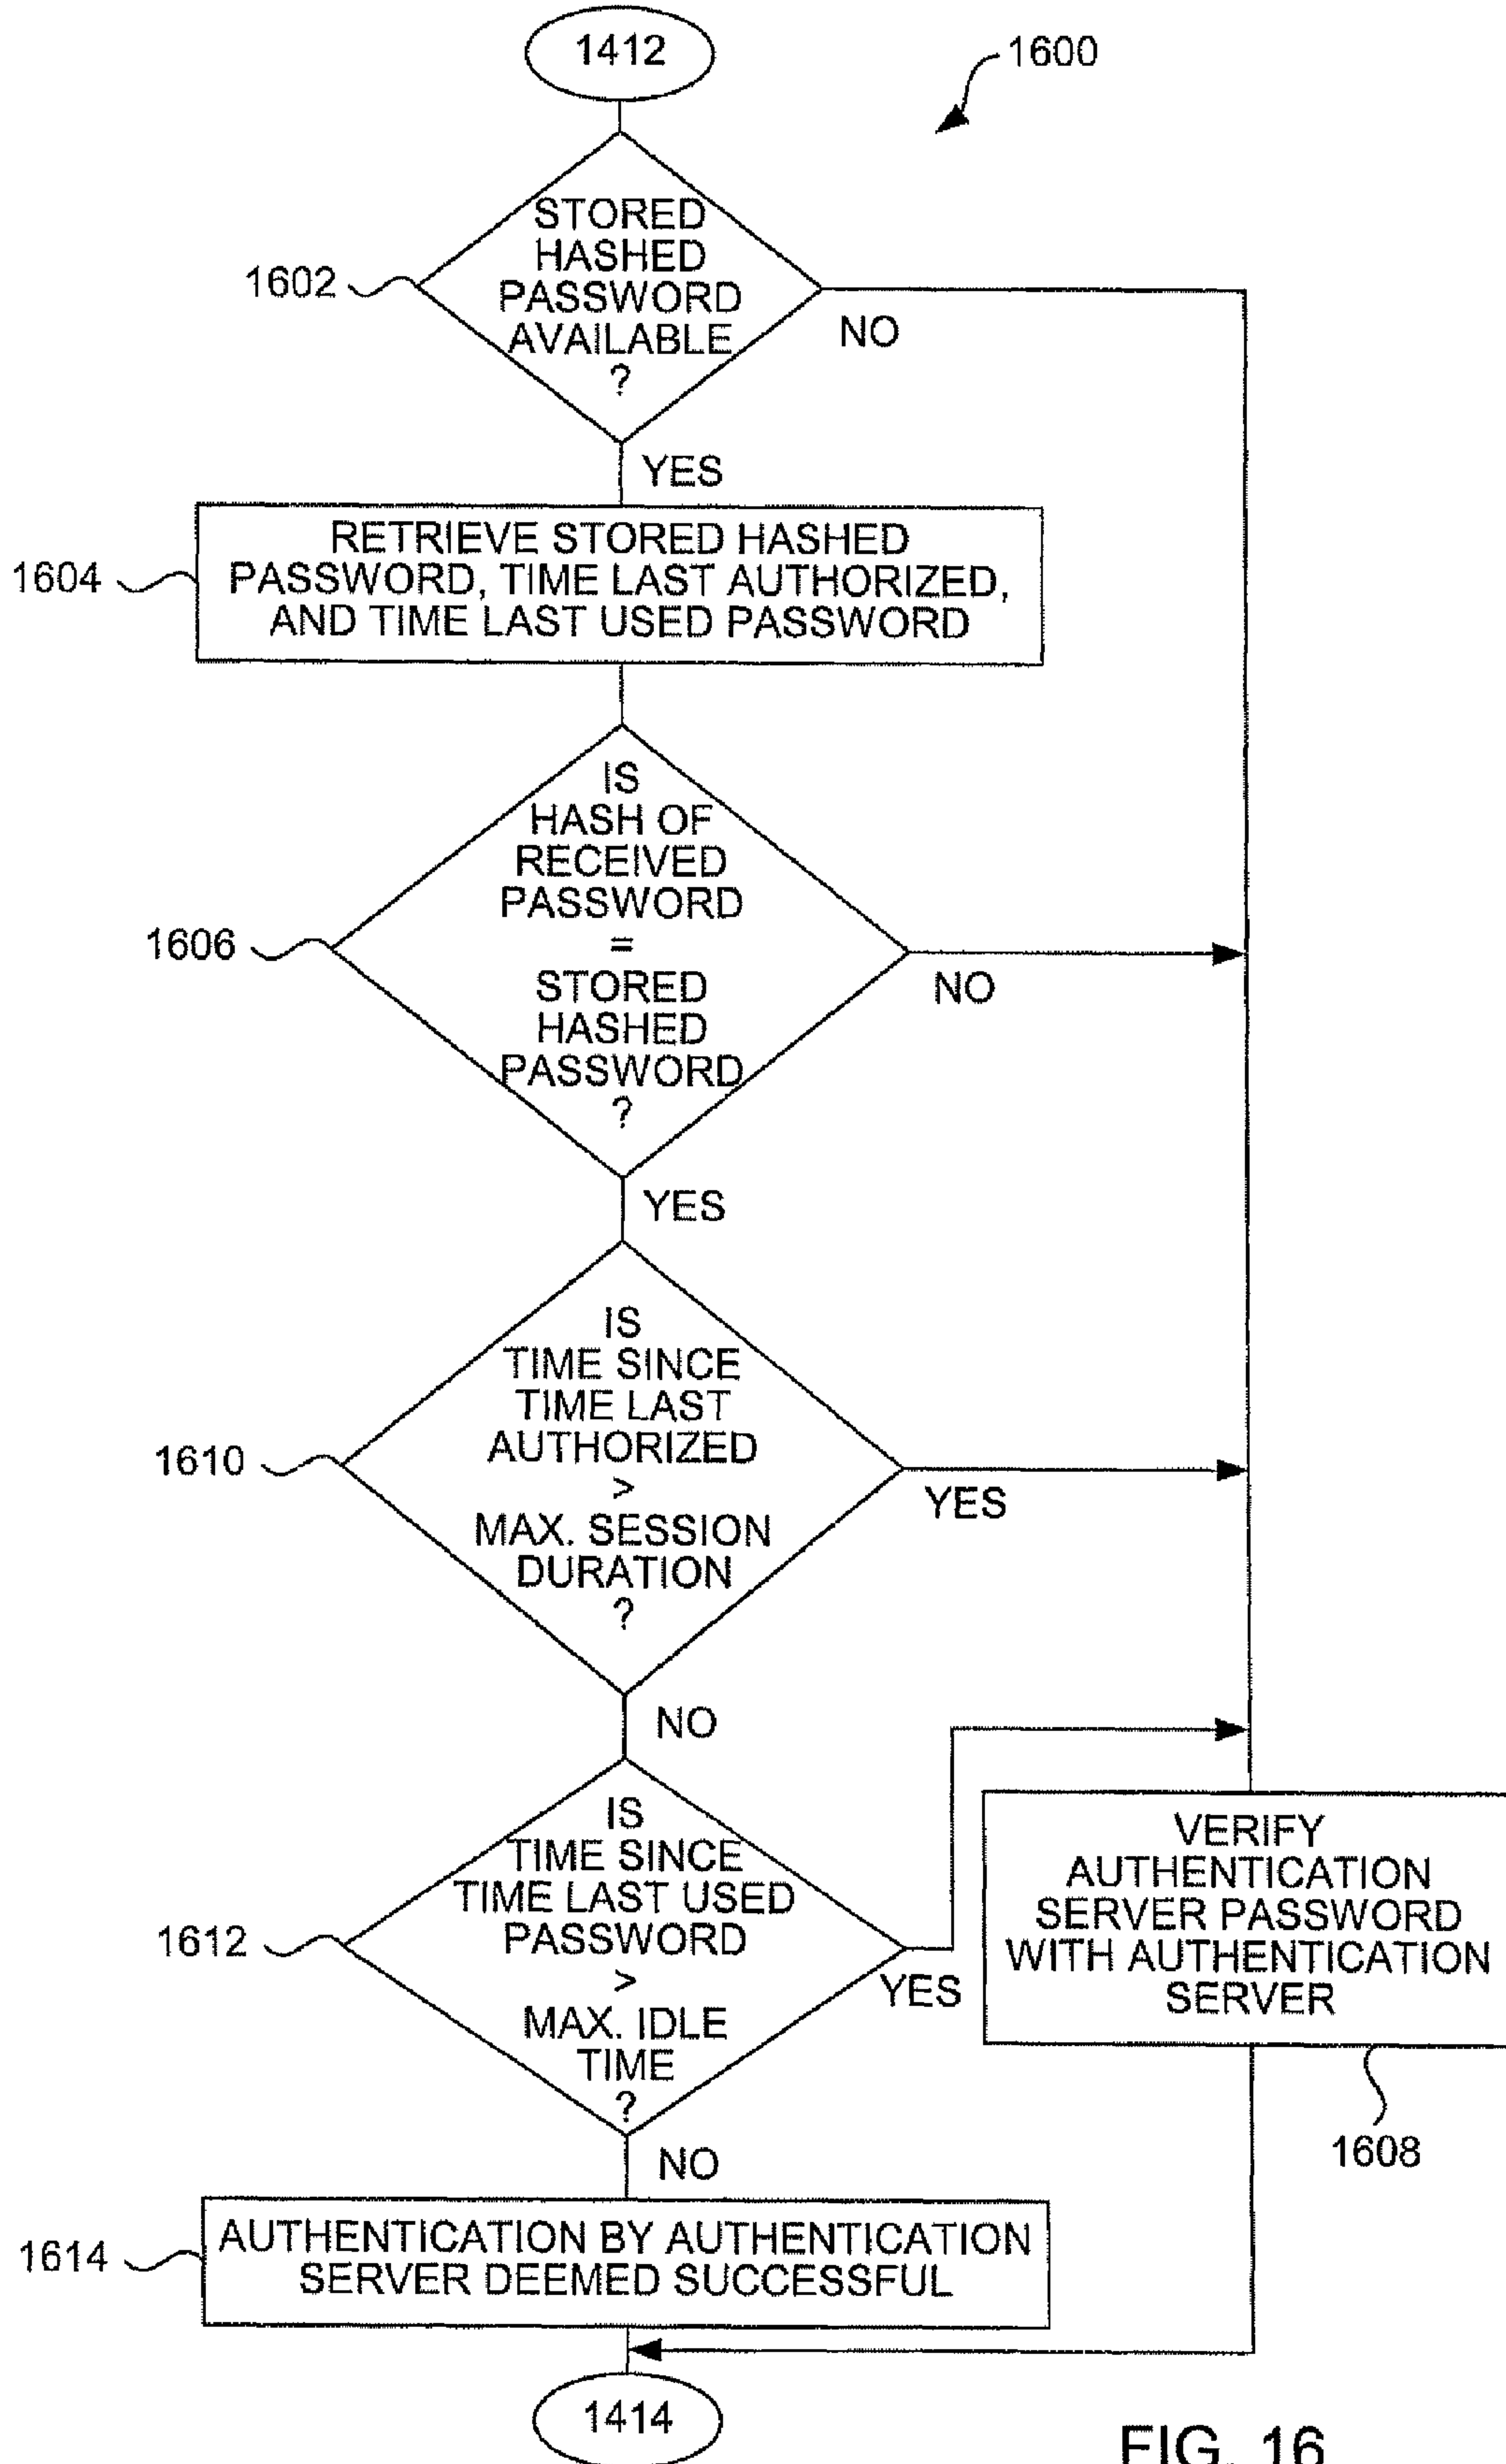 1412
1600
STORED
HASHED
PASSWORD
AVAILABLE
?
1602
NO
YES
RETRIEVE STORED HASHED
PASSWORD, TIME LAST AUTHORIZED,
AND TIME LAST USED PASSWORD
1604
IS
HASH OF
RECEIVED
PASSWORD
=
STORED
HASHED
PASSWORD
?
1606
NO
YES
IS
TIME SINCE
TIME LAST
AUTHORIZED
>
MAX. SESSION
DURATION
?
1610
YES
NO
IS
TIME SINCE
TIME LAST USED
PASSWORD
>
MAX. IDLE
TIME
?
1612
YES
VERIFY
AUTHENTICATION
SERVER PASSWORD
WITH AUTHENTICATION
SERVER
1608
NO
AUTHENTICATION BY AUTHENTICATION
SERVER DEEMED SUCCESSFUL
1614
1414
FIG. 16